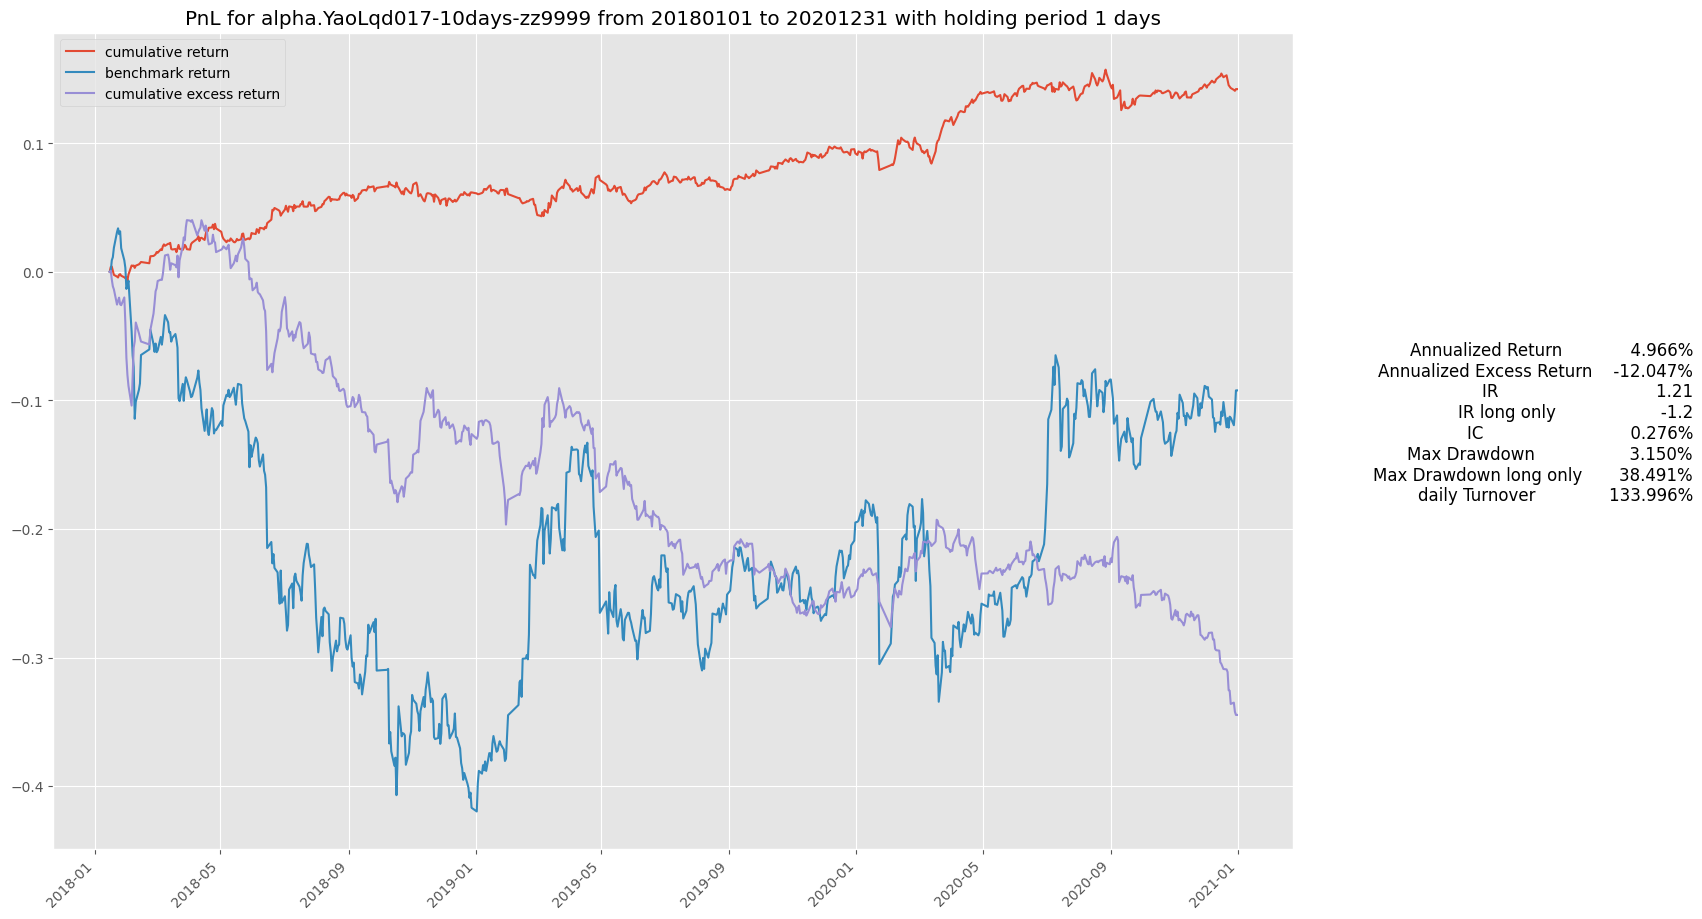 PnL for alpha.YaoLqd017-10days-zz9999 from 20180101 to 20201231 with holding period 1 days
cumulative return
benchmark return
cumulative excess return
0.1
0.0
−0.1
−0.2
−0.3
−0.4
2018-01
2018-05
2018-09
2019-01
2019-05
2019-09
2020-01
2020-05
2020-09
2021-01
Annualized Return 4.966%
Annualized Excess Return -12.047%
IR 1.21
IR long only -1.2
IC 0.276%
Max Drawdown 3.150%
Max Drawdown long only 38.491%
daily Turnover 133.996%